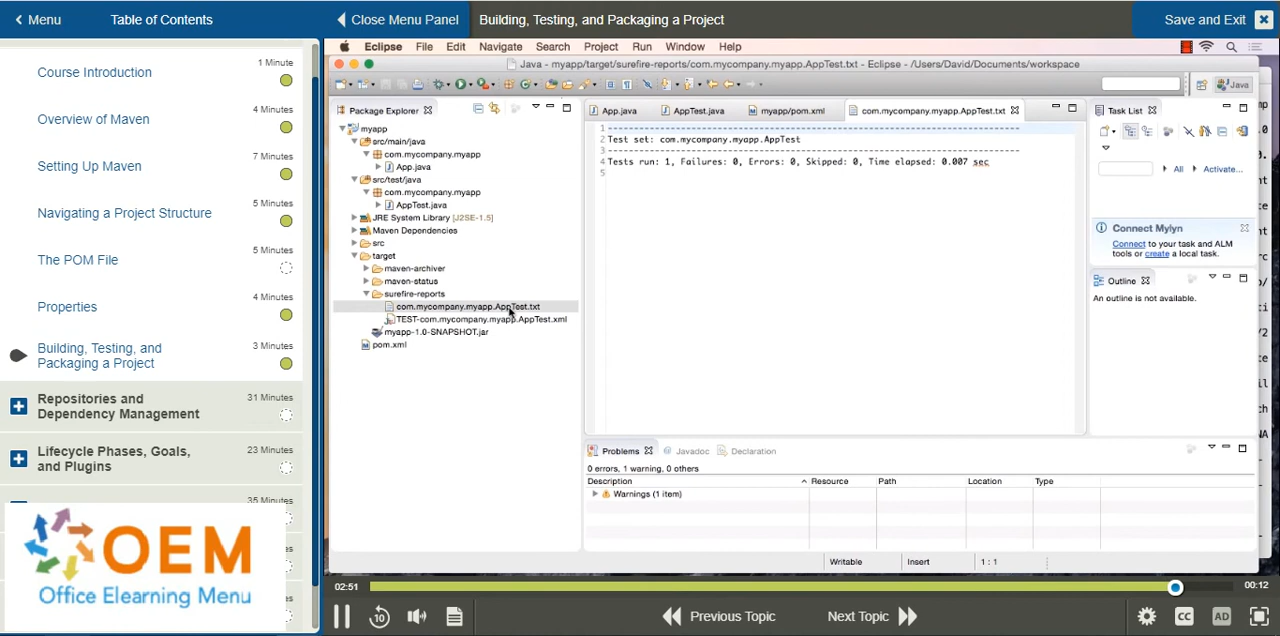 Menu
Table of Contents
Close Menu Panel
Building, Testing, and Packaging a Project
Save and Exit
Course Introduction
1 Minute
Overview of Maven
4 Minutes
Setting Up Maven
7 Minutes
Navigating a Project Structure
5 Minutes
The POM File
5 Minutes
Properties
4 Minutes
Building, Testing, and
Packaging a Project
3 Minutes
Repositories and
Dependency Management
31 Minutes
Lifecycle Phases, Goals,
and Plugins
23 Minutes
35 Minutes
OEM
Office Elearning Menu
Eclipse File Edit Navigate Search Project Run Window Help
Java - myapp/target/surefire-reports/com.mycompany.myapp.AppTest.txt - Eclipse - /Users/David/Documents/workspace
Java
Package Explorer
myapp
src/main/java
com.mycompany.myapp
App.java
src/test/java
com.mycompany.myapp
AppTest.java
JRE System Library [J2SE-1.5]
Maven Dependencies
src
target
maven-archiver
maven-status
surefire-reports
com.mycompany.myapp.AppTest.txt
TEST-com.mycompany.myapp.AppTest.xml
myapp-1.0-SNAPSHOT.jar
pom.xml
App.java AppTest.java myapp/pom.xml com.mycompany.myapp.AppTest.txt
1 -------------------------------------------------------------------------------
2 Test set: com.mycompany.myapp.AppTest
3 -------------------------------------------------------------------------------
4 Tests run: 1, Failures: 0, Errors: 0, Skipped: 0, Time elapsed: 0.007 sec
5
Task List
All Activate...
Connect Mylyn
Connect to your task and ALM
tools or create a local task.
Outline
An outline is not available.
Problems Javadoc Declaration
0 errors, 1 warning, 0 others
Description Resource Path Location Type
Warnings (1 item)
Writable Insert 1 : 1
02:51
00:12
10
Previous Topic
Next Topic
CC
AD